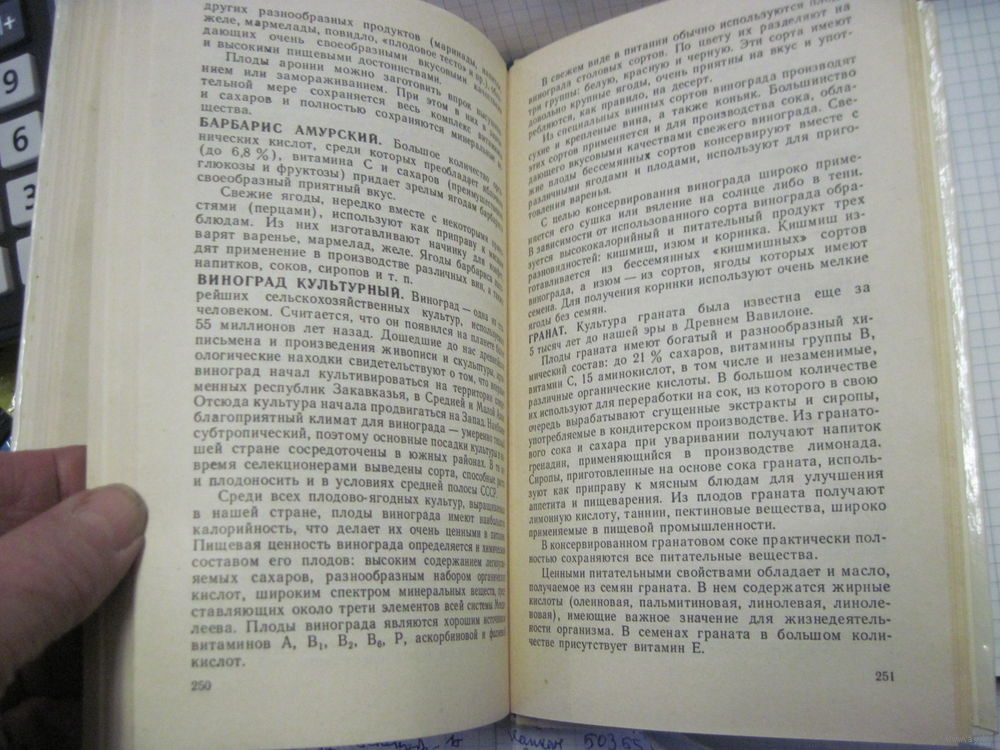 других разнообразных продуктов (маринады,
желе, мармелады, повидло, «плодовое тесто» и др.),
дающих очень своеобразными вкусовыми
и высокими пищевыми достоинствами.
Плоды аронии можно заготовить впрок
нием или замораживанием. При этом в них в
тельной мере сохраняется весь комплекс
и сахаров и полностью сохраняются минеральные
щества.
БАРБАРИС АМУРСКИЙ. Большое количество
нических кислот, среди которых преобладает
(до 6,8 %), витамина С и сахаров
глюкозы и фруктозы) придает зрелым ягодам
своеобразный приятный вкус.
Свежие ягоды, нередко вместе с некоторыми
стями (перцами), используют как приправу к
блюдам. Из них изготавливают начинку для
варят варенье, мармелад, желе. Ягоды барбариса
дят применение в производстве различных вин, а
напитков, соков, сиропов и т. п.
ВИНОГРАД КУЛЬТУРНЫЙ. Виноград — одна из
рейших сельскохозяйственных культур,
человеком. Считается, что он появился на планете
55 миллионов лет назад. Дошедшие до нас
письмена и произведения живописи и скульптуры,
ологические находки свидетельствуют о том, что
виноград начал культивироваться на территории
менных республик Закавказья, в Средней и Малой
Отсюда культура начала продвигаться на Запад.
благоприятный климат для винограда — умеренно
субтропический, поэтому основные посадки культуры в
шей стране сосредоточены в южных районах. В
время селекционерами выведены сорта, способные
и плодоносить и в условиях средней полосы СССР.
Среди всех плодово-ягодных культур,
в нашей стране, плоды винограда имеют
калорийность, что делает их очень ценными в
Пищевая ценность винограда определяется и
составом его плодов: высоким содержанием
яемых сахаров, разнообразным набором
кислот, широким спектром минеральных веществ,
ставляющих около трети элементов всей системы
леева. Плоды винограда являются хорошим
витаминов А, В₁, В₂, В₆, Р, аскорбиновой и
кислот.
250
В свежем виде в питании обычно используются
винограда столовых сортов. По цвету их разделяют на
три группы: белую, красную и черную. Эти сорта имеют
довольно крупные ягоды, очень приятны на вкус и упот-
ребляются, как правило, на десерт.
Из специальных винных сортов винограда производят
сухие и крепленые вина, а также коньяк. Большинство
этих сортов применяется и для производства сока, обла-
дающего вкусовыми качествами свежего винограда. Све-
жие плоды бессемянных сортов консервируют вместе с
различными ягодами и плодами, используют для приго-
товления варенья.
С целью консервирования винограда широко приме-
няется его сушка или вяление на солнце либо в тени.
В зависимости от использованного сорта винограда обра-
зуется высококалорийный и питательный продукт трех
разновидностей: кишмиш, изюм и коринка. Кишмиш из-
готавливается из бессемянных «кишмишных» сортов
винограда, а изюм — из сортов, ягоды которых имеют
семена. Для получения коринки используют очень мелкие
ягоды без семян.
ГРАНАТ. Культура граната была известна еще за
5 тысяч лет до нашей эры в Древнем Вавилоне.
Плоды граната имеют богатый и разнообразный хи-
мический состав: до 21 % сахаров, витамины группы В,
витамин С, 15 аминокислот, в том числе и незаменимые,
различные органические кислоты. В большом количестве
их используют для переработки на сок, из которого в свою
очередь вырабатывают сгущенные экстракты и сиропы,
употребляемые в кондитерском производстве. Из гранато-
вого сока и сахара при уваривании получают напиток
гренадин, применяющийся в производстве лимонада.
Сиропы, приготовленные на основе сока граната, исполь-
зуют как приправу к мясным блюдам для улучшения
аппетита и пищеварения. Из плодов граната получают
лимонную кислоту, таннин, пектиновые вещества, широко
применяемые в пищевой промышленности.
В консервированном гранатовом соке практически пол-
ностью сохраняются все питательные вещества.
Ценными питательными свойствами обладает и масло,
получаемое из семян граната. В нем содержатся жирные
кислоты (олеиновая, пальмитиновая, линолевая, линоле-
новая), имеющие важное значение для жизнедеятель-
ности организма. В семенах граната в большом коли-
честве присутствует витамин Е.
251
9
6
3